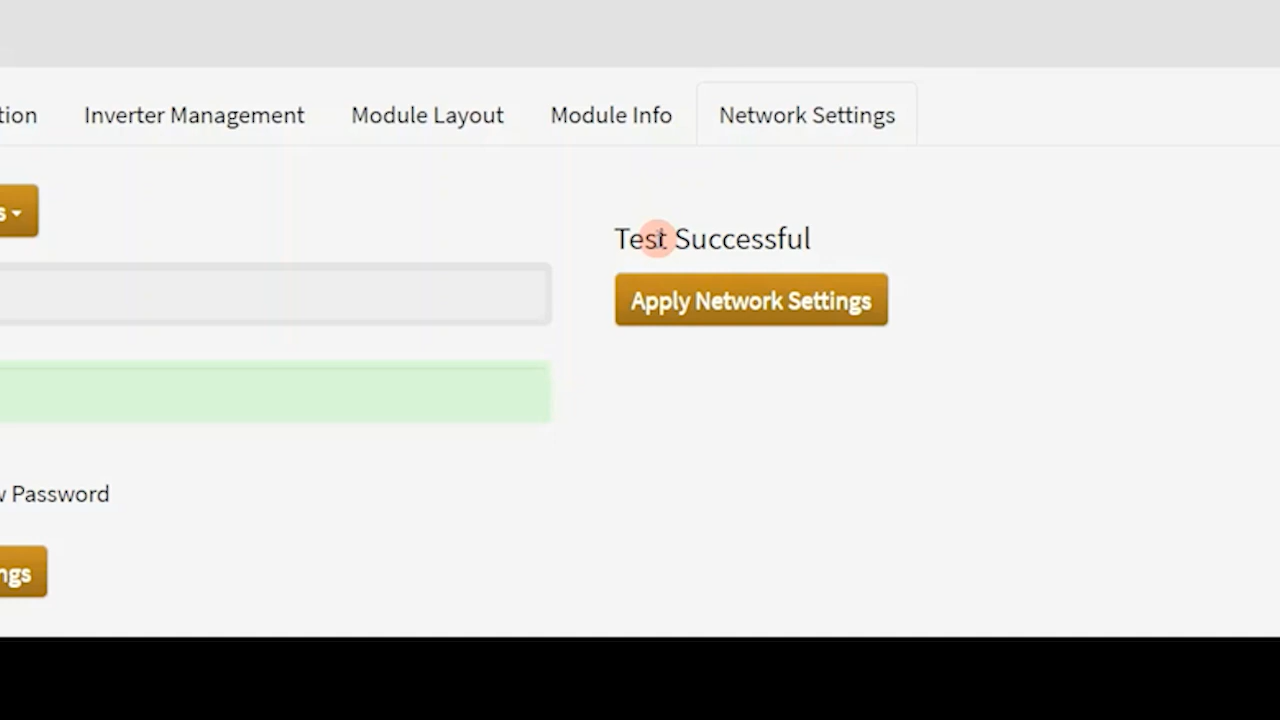 tion Inverter Management Module Layout Module Info Network Settings
s
Test Successful
Apply Network Settings
w Password
ngs